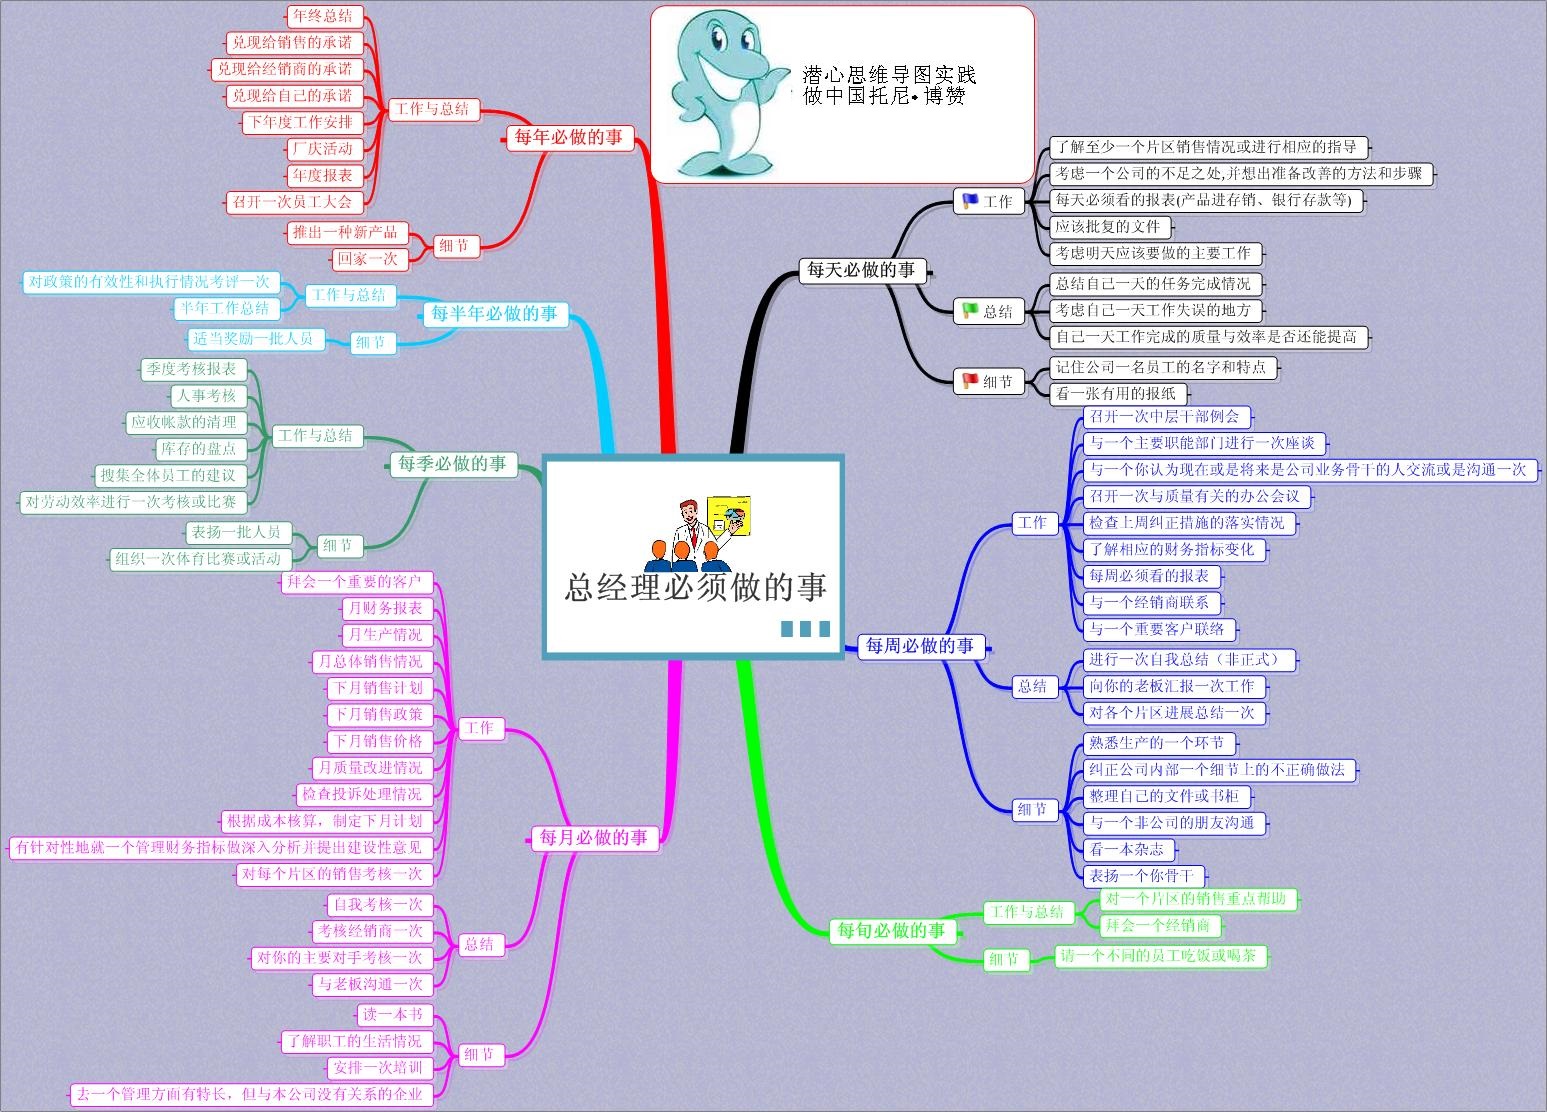 潜心思维导图实践
做中国托尼•博赞
总经理必须做的事
每天必做的事
工作
了解至少一个片区销售情况或进行相应的指导
考虑一个公司的不足之处,并想出准备改善的方法和步骤
每天必须看的报表(产品进存销、银行存款等)
应该批复的文件
考虑明天应该要做的主要工作
总结
总结自己一天的任务完成情况
考虑自己一天工作失误的地方
自己一天工作完成的质量与效率是否还能提高
细节
记住公司一名员工的名字和特点
看一张有用的报纸
每周必做的事
工作
召开一次中层干部例会
与一个主要职能部门进行一次座谈
与一个你认为现在或是将来是公司业务骨干的人交流或是沟通一次
召开一次与质量有关的办公会议
检查上周纠正措施的落实情况
了解相应的财务指标变化
每周必须看的报表
与一个经销商联系
与一个重要客户联络
总结
进行一次自我总结（非正式）
向你的老板汇报一次工作
对各个片区进展总结一次
细节
熟悉生产的一个环节
纠正公司内部一个细节上的不正确做法
整理自己的文件或书柜
与一个非公司的朋友沟通
看一本杂志
表扬一个你骨干
每旬必做的事
工作与总结
对一个片区的销售重点帮助
拜会一个经销商
细节
请一个不同的员工吃饭或喝茶
每月必做的事
工作
拜会一个重要的客户
月财务报表
月生产情况
月总体销售情况
下月销售计划
下月销售政策
下月销售价格
月质量改进情况
检查投诉处理情况
根据成本核算，制定下月计划
有针对性地就一个管理财务指标做深入分析并提出建设性意见
对每个片区的销售考核一次
总结
自我考核一次
考核经销商一次
对你的主要对手考核一次
与老板沟通一次
细节
读一本书
了解职工的生活情况
安排一次培训
去一个管理方面有特长，但与本公司没有关系的企业
每季必做的事
工作与总结
季度考核报表
人事考核
应收帐款的清理
库存的盘点
搜集全体员工的建议
对劳动效率进行一次考核或比赛
细节
表扬一批人员
组织一次体育比赛或活动
每半年必做的事
工作与总结
对政策的有效性和执行情况考评一次
半年工作总结
细节
适当奖励一批人员
每年必做的事
工作与总结
年终总结
兑现给销售的承诺
兑现给经销商的承诺
兑现给自己的承诺
下年度工作安排
厂庆活动
年度报表
召开一次员工大会
细节
推出一种新产品
回家一次